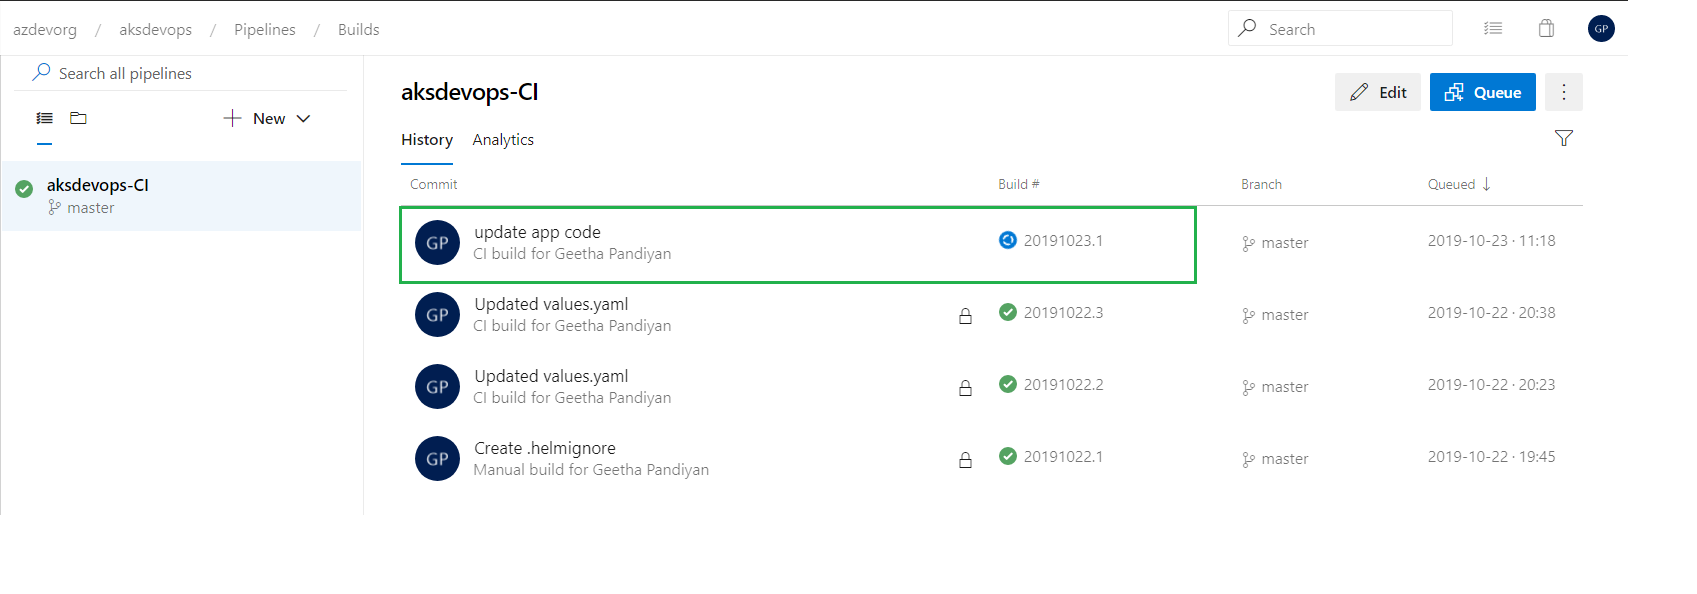 azdevorg / aksdevops / Pipelines / Builds
Search
GP
Search all pipelines
New
aksdevops-CI
master
aksdevops-CI
Edit
Queue
History Analytics
Commit Build # Branch Queued ↓
GP update app code 20191023.1 master 2019-10-23 · 11:18
CI build for Geetha Pandiyan
GP Updated values.yaml 20191022.3 master 2019-10-22 · 20:38
CI build for Geetha Pandiyan
GP Updated values.yaml 20191022.2 master 2019-10-22 · 20:23
CI build for Geetha Pandiyan
GP Create .helmignore 20191022.1 master 2019-10-22 · 19:45
Manual build for Geetha Pandiyan